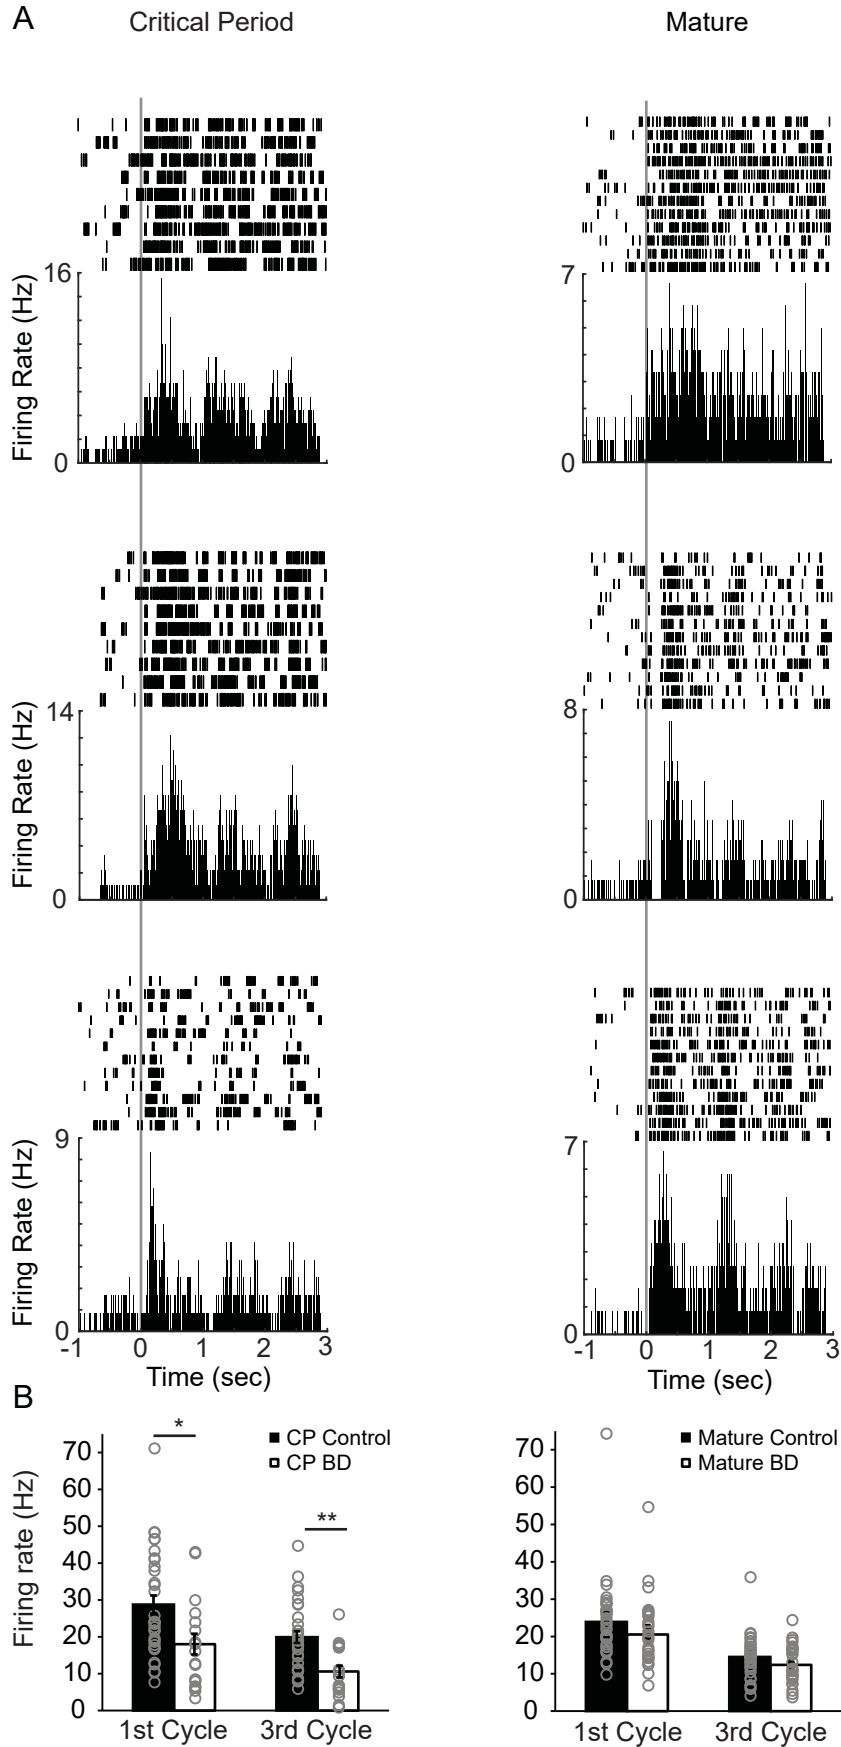 A
Critical Period
Mature
16
Firing Rate (Hz)
0
7
0
14
Firing Rate (Hz)
0
8
0
9
Firing Rate (Hz)
0
-1 0 1 2 3
Time (sec)
7
0
-1 0 1 2 3
Time (sec)
B
Firing rate (Hz)
70
60
50
40
30
20
10
0
*
**
CP Control
CP BD
1st Cycle 3rd Cycle
70
60
50
40
30
20
10
0
Mature Control
Mature BD
1st Cycle 3rd Cycle